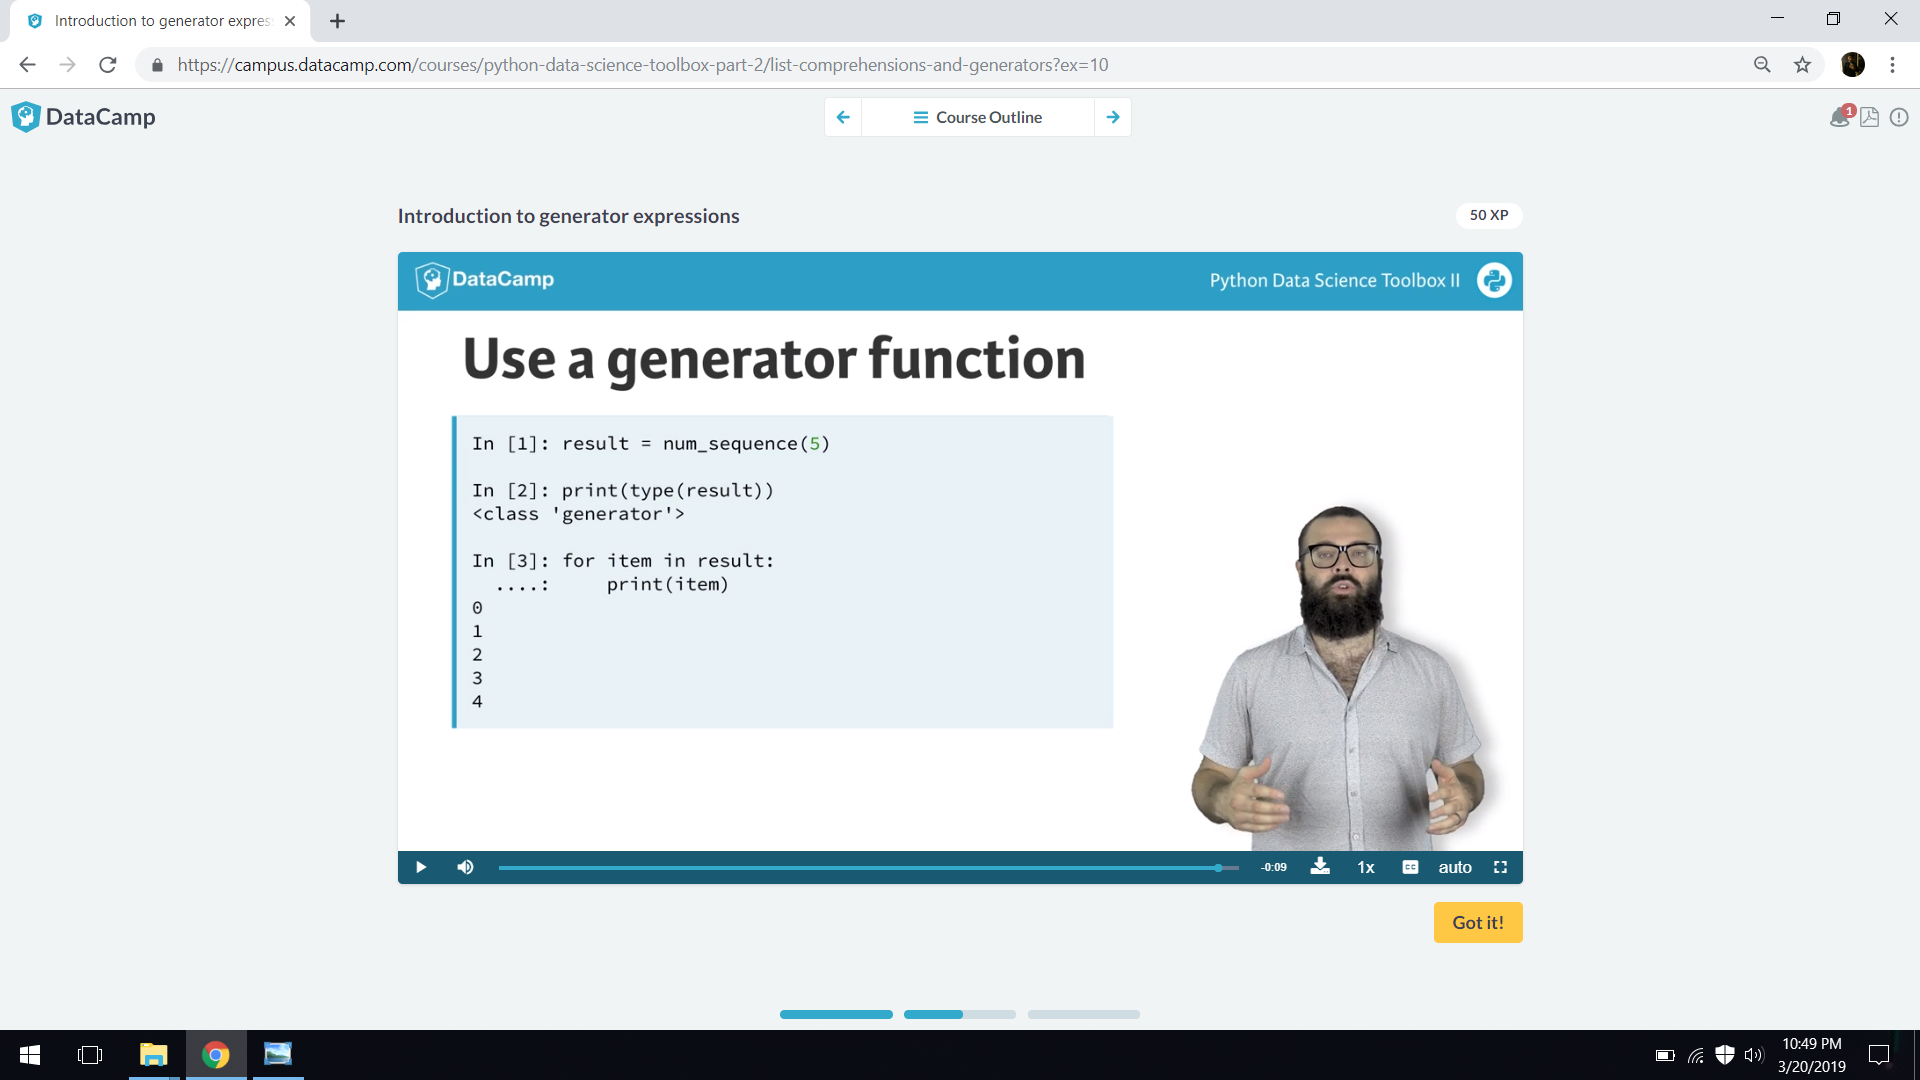 Introduction to generator expres
https://campus.datacamp.com/courses/python-data-science-toolbox-part-2/list-comprehensions-and-generators?ex=10
DataCamp
Course Outline
1
Introduction to generator expressions
50 XP
DataCamp
Python Data Science Toolbox II
Use a generator function
In [1]: result = num_sequence(5)
In [2]: print(type(result))
<class 'generator'>
In [3]: for item in result:
....:     print(item)
0
1
2
3
4
-0:09
1x
CC
auto
Got it!
10:49 PM
3/20/2019